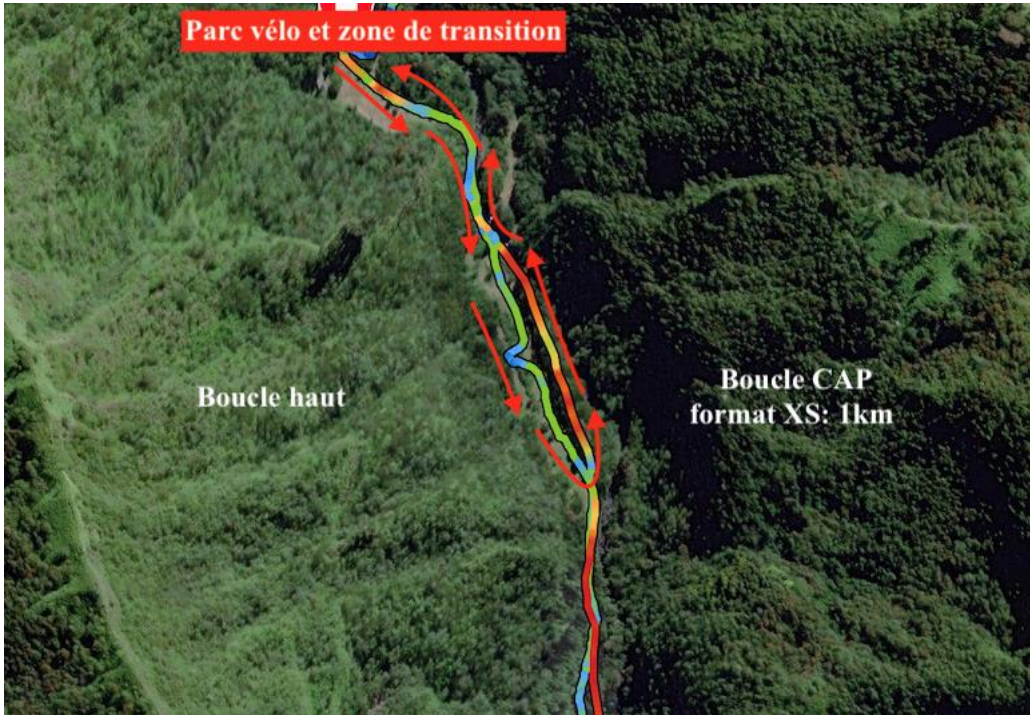 Parc vélo et zone de transition
Boucle haut
Boucle CAP
format XS: 1km